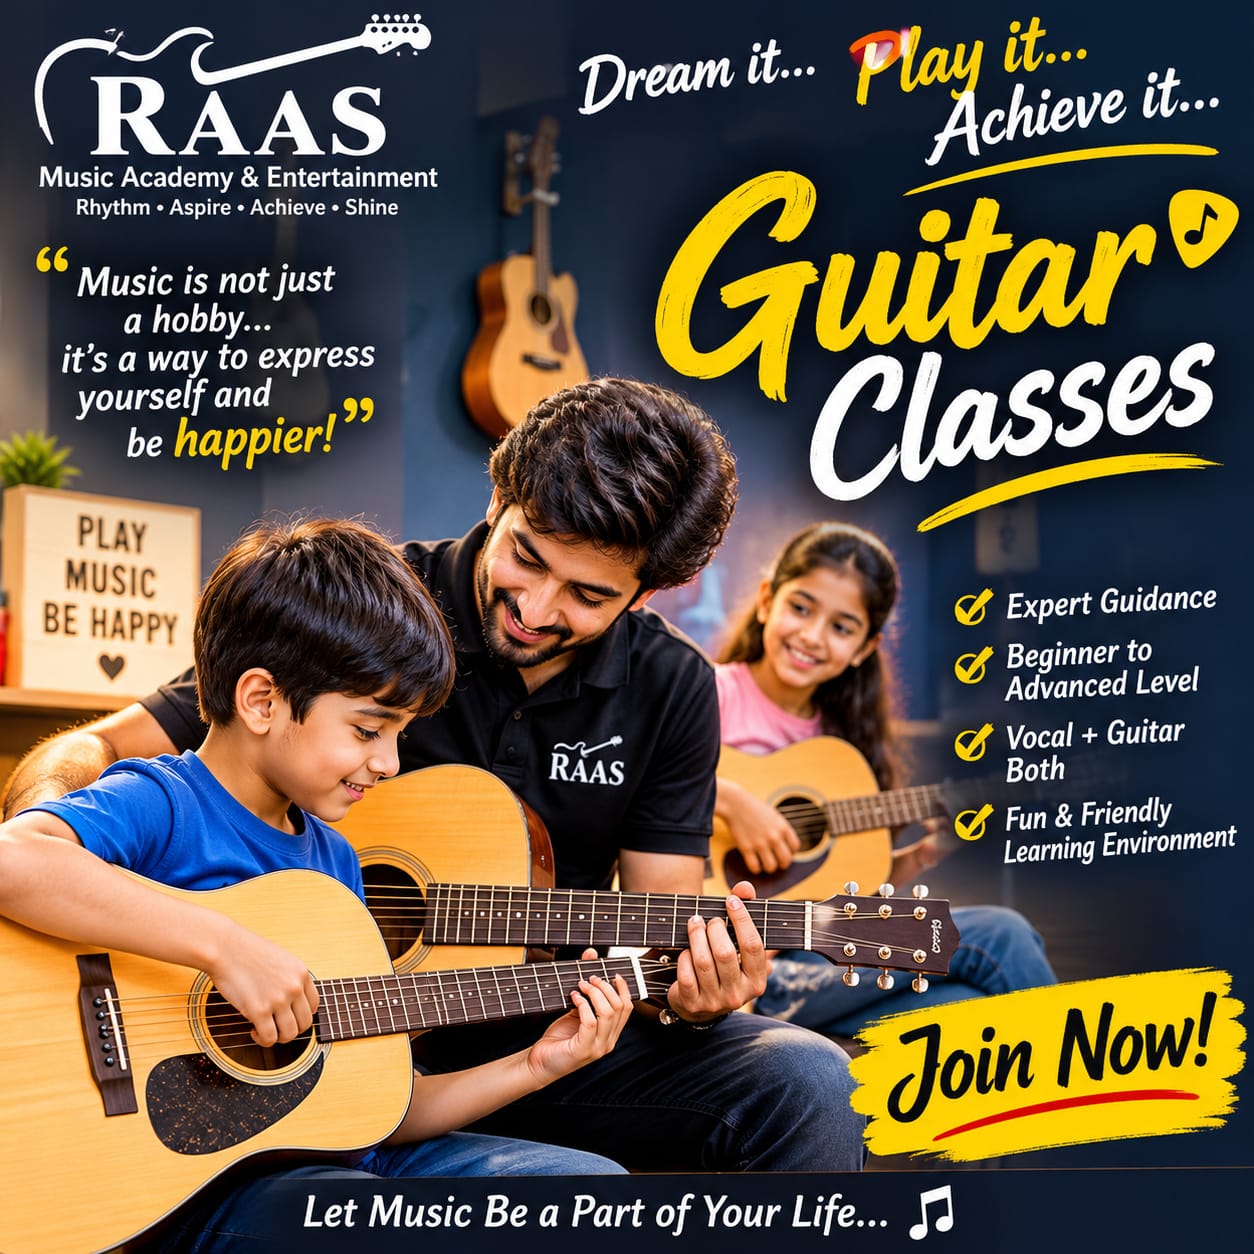 RAAS
Music Academy & Entertainment
Rhythm • Aspire • Achieve • Shine
Dream it... Play it...
Achieve it...
Guitar
Classes
“Music is not just
a hobby...
it's a way to express
yourself and
be happier!”
PLAY
MUSIC
BE HAPPY
RAAS
Expert Guidance
Beginner to
Advanced Level
Vocal + Guitar
Both
Fun & Friendly
Learning Environment
Join Now!
Let Music Be a Part of Your Life...